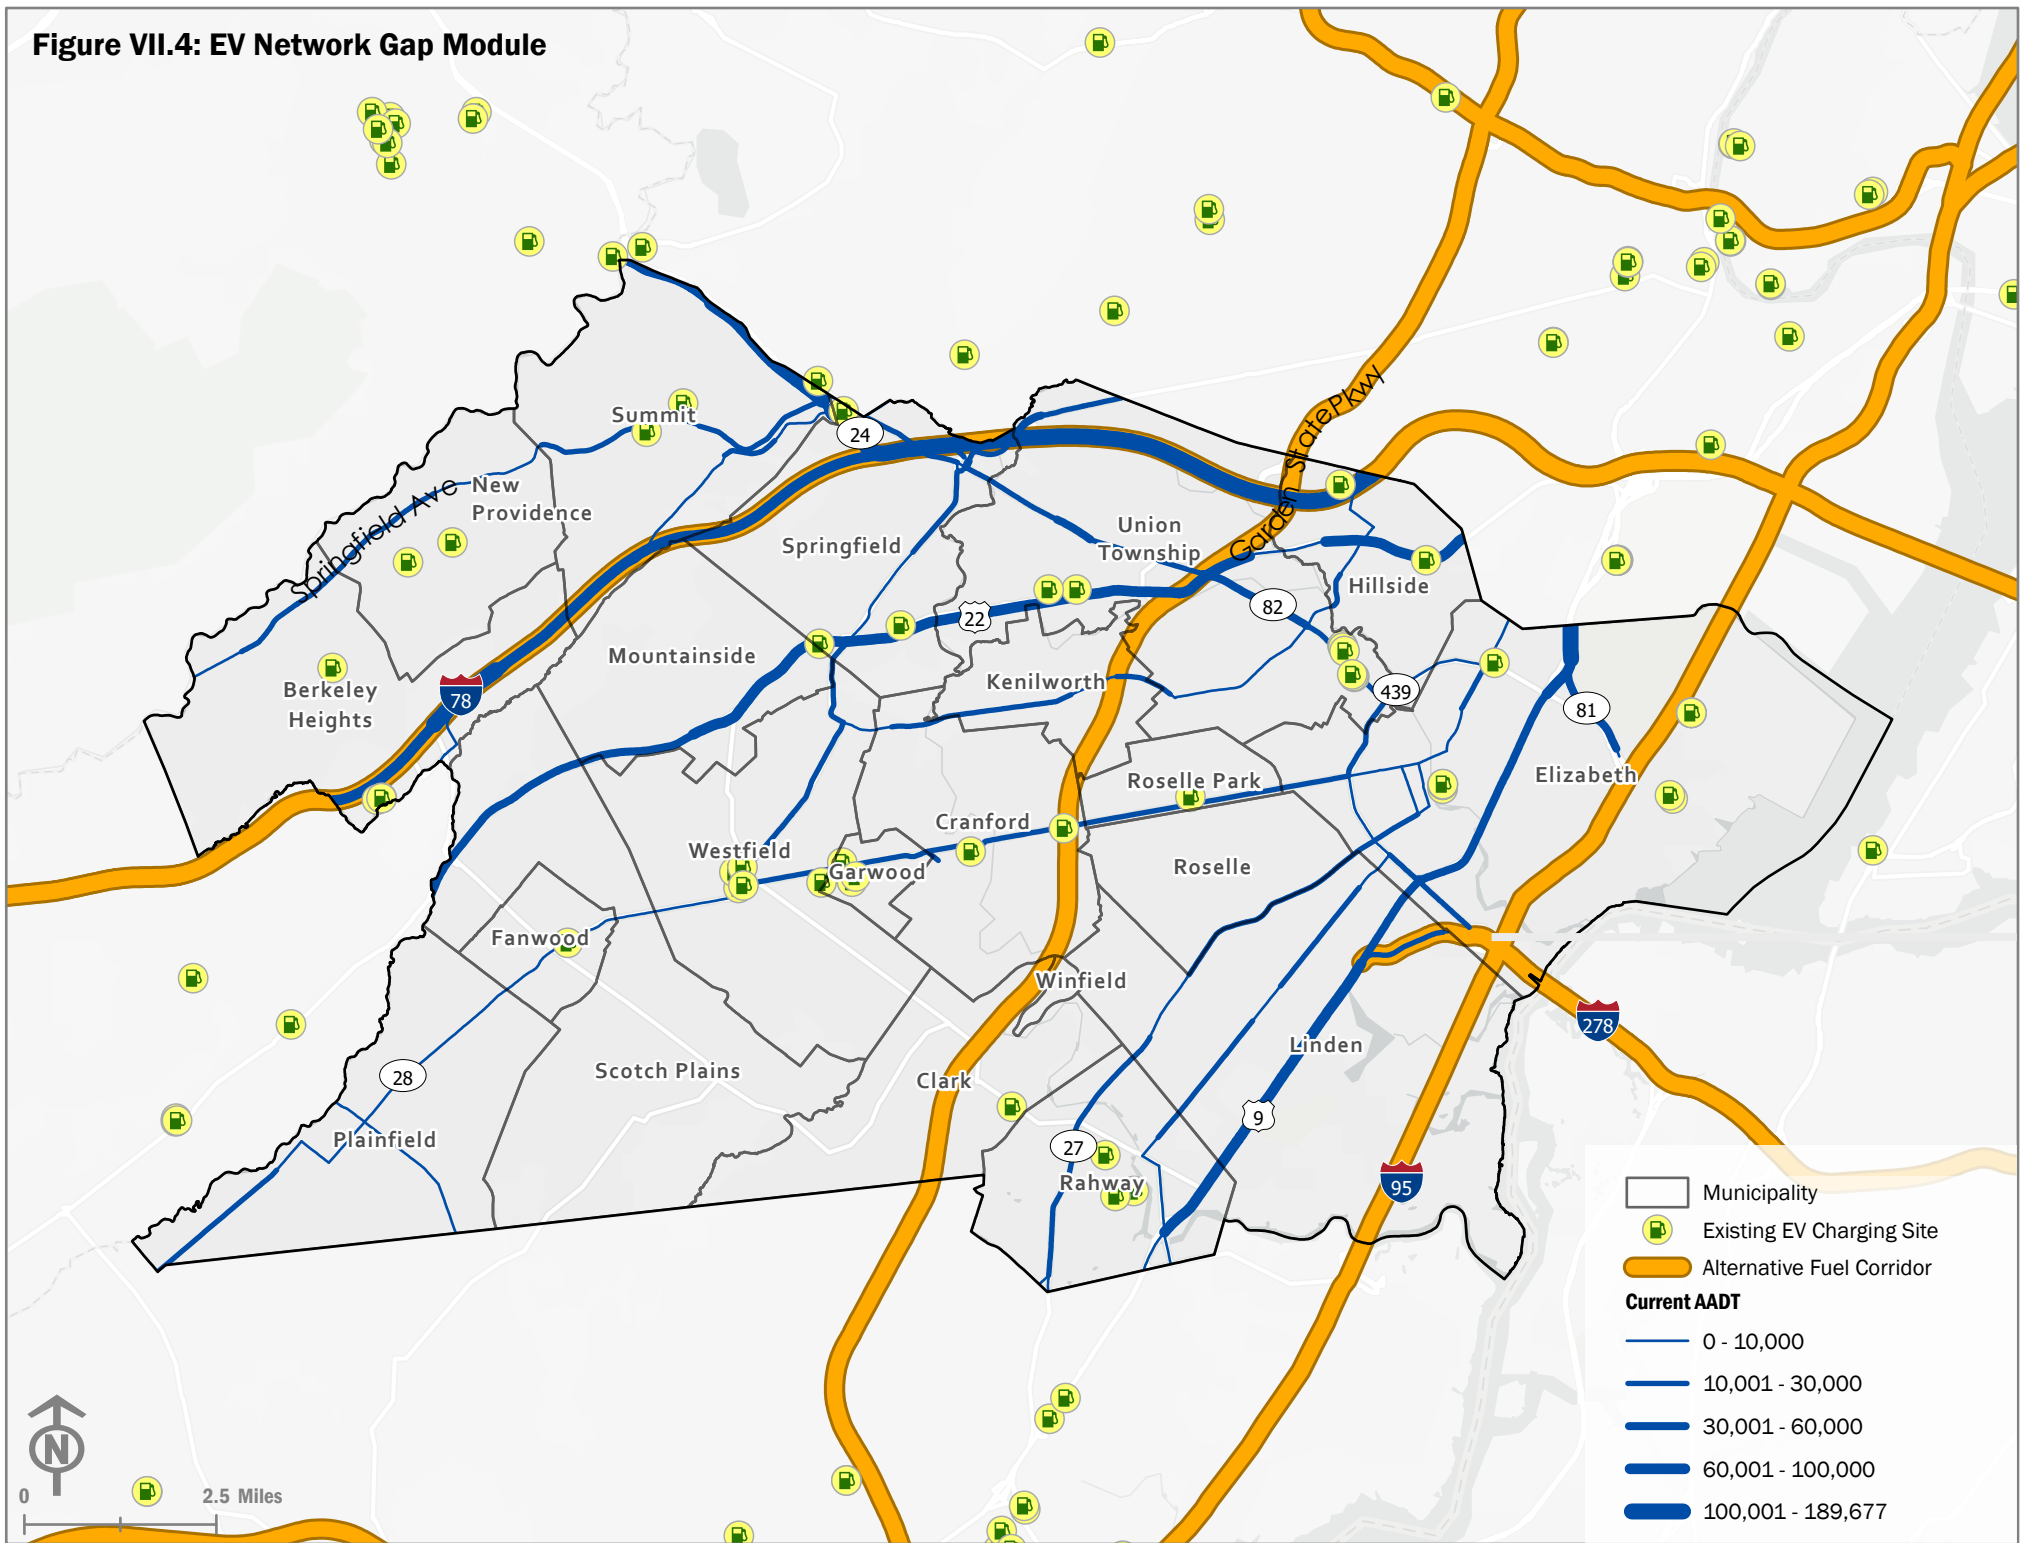 Figure VII.4: EV Network Gap Module
Garden State Pkwy
Summit
24
New
Providence
Springfield Ave
Union
Township
Springfield
Hillside
82
22
Mountainside
Kenilworth
Berkeley
Heights
78
439
81
Elizabeth
Roselle Park
Cranford
Westfield
Garwood
Roselle
Fanwood
Winfield
278
Linden
Scotch Plains
Clark
28
9
Plainfield
27
Rahway
95
Municipality
Existing EV Charging Site
Alternative Fuel Corridor
Current AADT
0 - 10,000
10,001 - 30,000
30,001 - 60,000
60,001 - 100,000
100,001 - 189,677
N
0 2.5 Miles